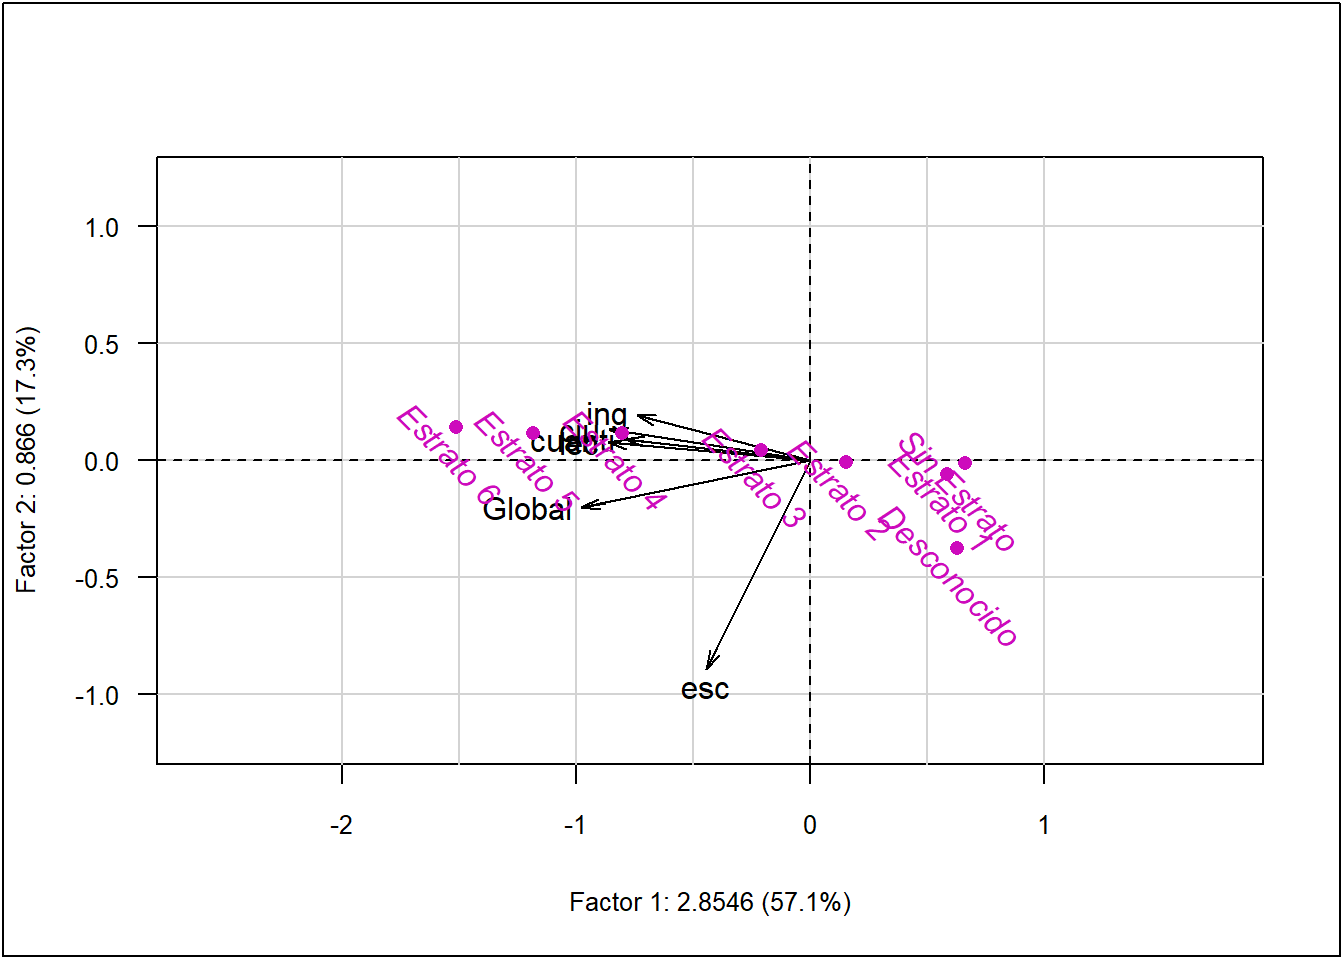 1.0
0.5
0.0
-0.5
-1.0
Factor 2: 0.866 (17.3%)
ing
Global
esc
Estrato 6
Estrato 5
Estrato 4
Estrato 3
Estrato 2
Sin Estrato
Estrato 1
Desconocido
-2
-1
0
1
Factor 1: 2.8546 (57.1%)